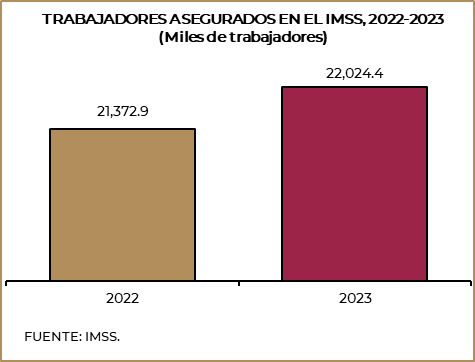 TRABAJADORES ASEGURADOS EN EL IMSS, 2022-2023
(Miles de trabajadores)
22,024.4
21,372.9
2022 2023
FUENTE: IMSS.